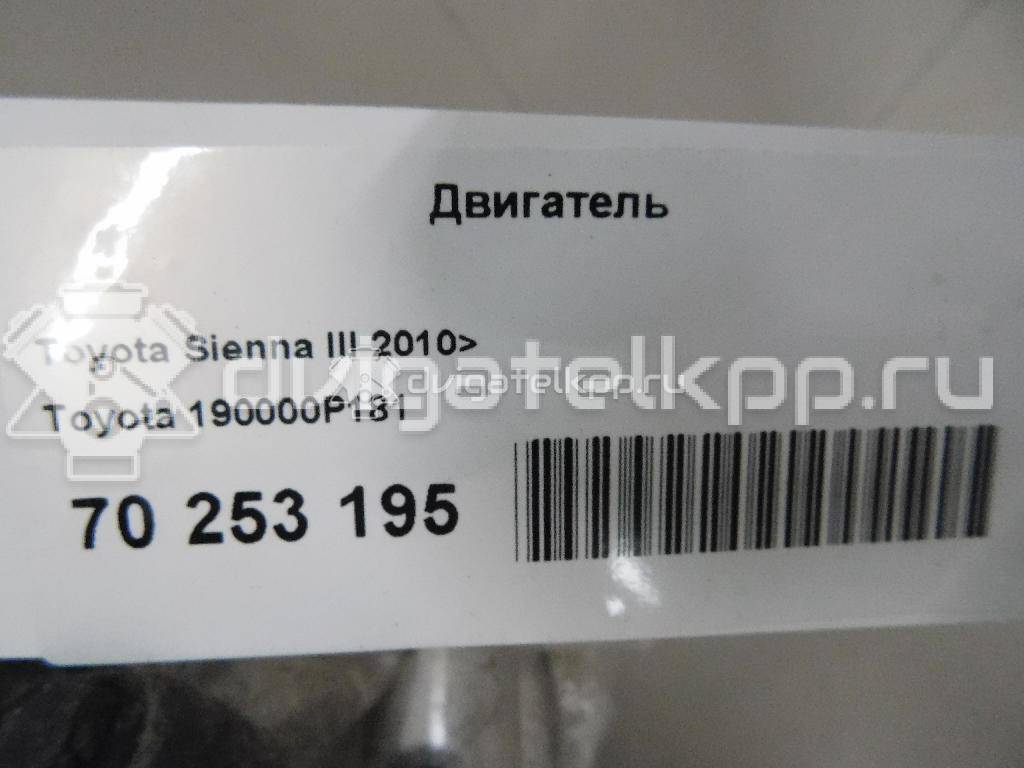 Двигатель
Toyota Sienna III 2010>
dvigatelkpp.ru
dvigatelkpp.ru
Toyota 190000P181
70 253 195